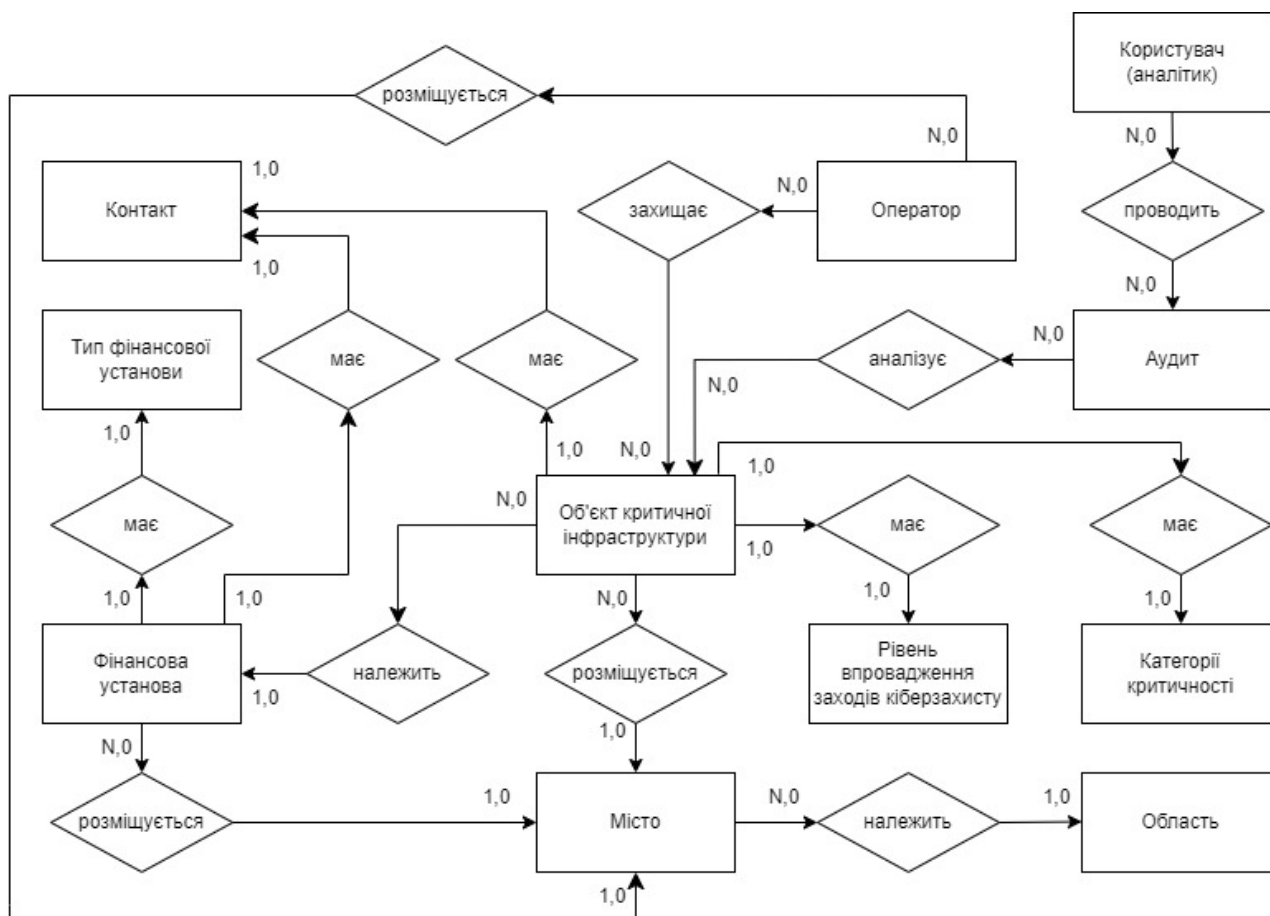 Користувач
(аналітик)
розміщується
N,0
N,0
1,0
Контакт
захищає
N,0
Оператор
проводить
1,0
N,0
Тип фінансової
установи
має
має
аналізує
N,0
Аудит
N,0
1,0
1,0
N,0
1,0
має
N,0
Об'єкт критичної
інфраструктури
1,0
має
має
1,0
1,0
N,0
1,0
1,0
Фінансова
установа
1,0
належить
розміщується
Рівень
впровадження
заходів кіберзахисту
Категорії
критичності
N,0
1,0
розміщується
1,0
Місто
N,0
належить
1,0
Область
1,0